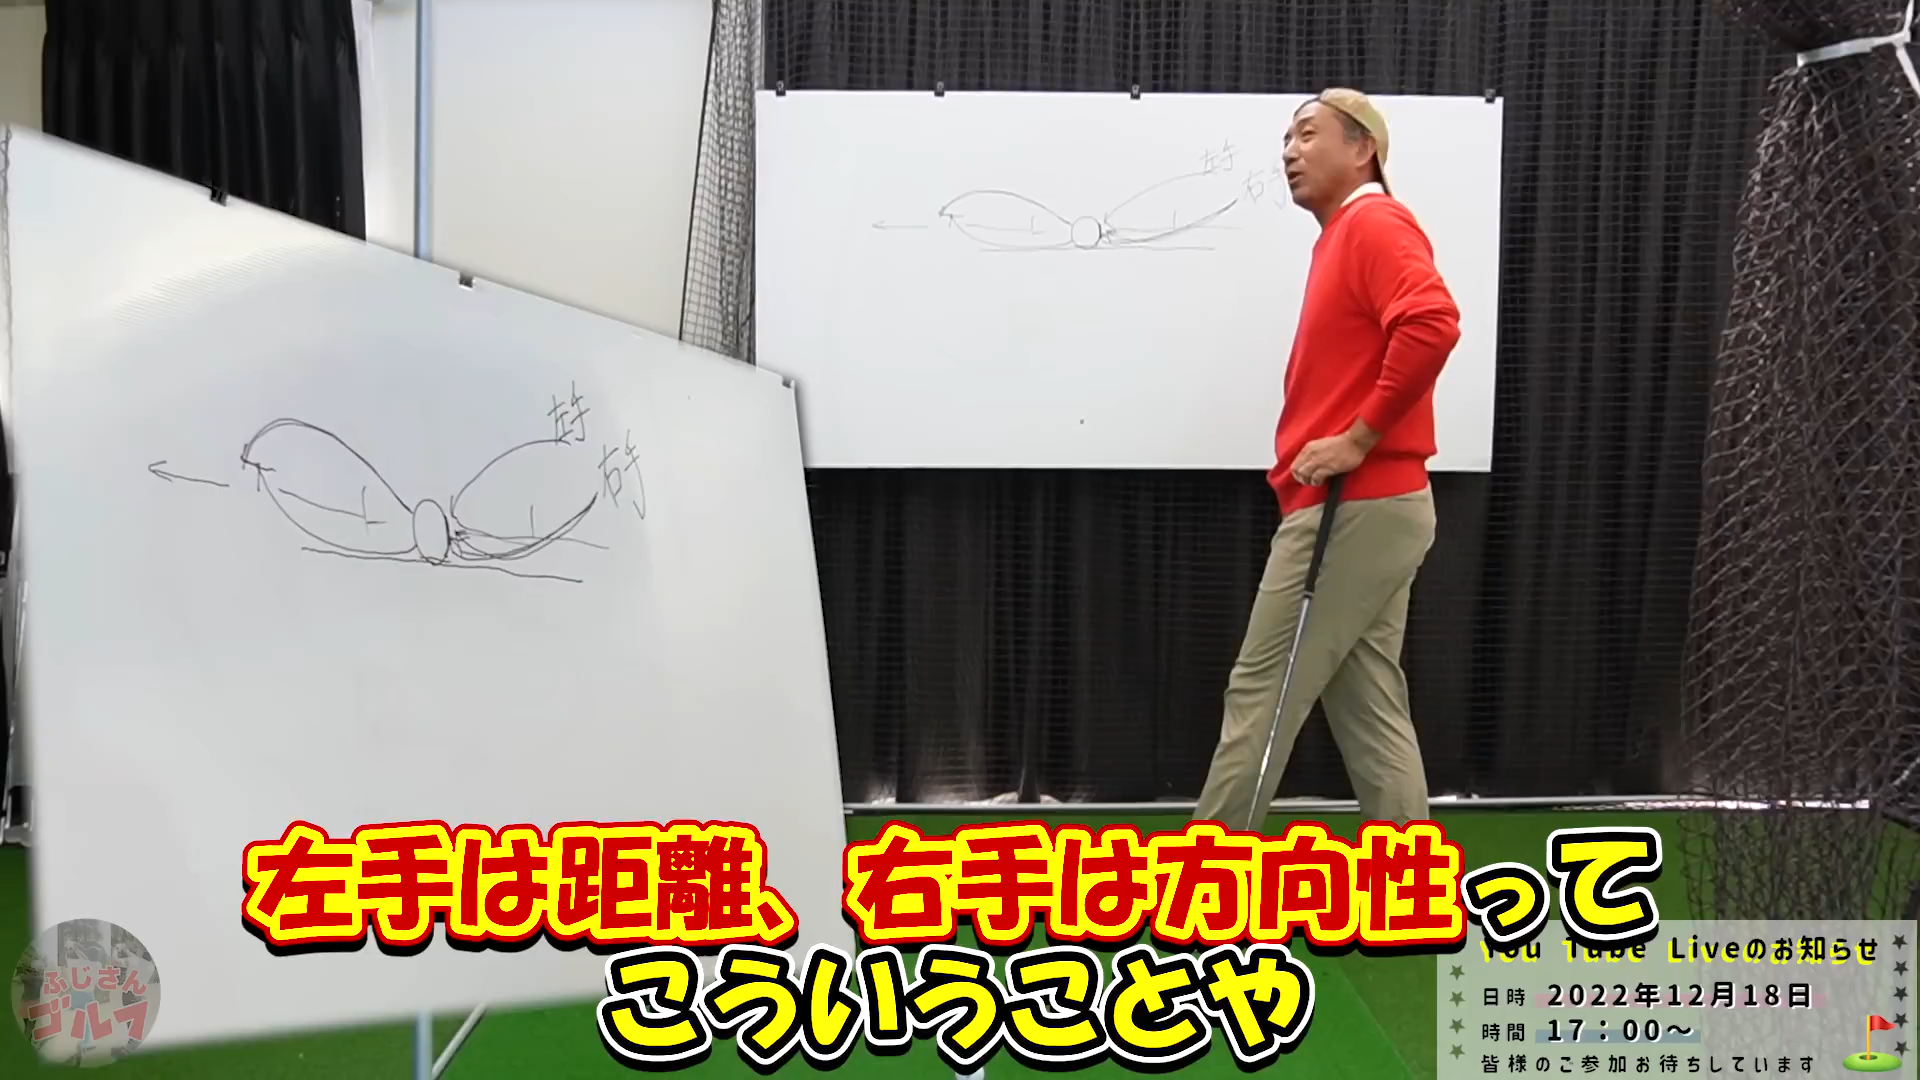 左手
右手
左手
右手
左手は距離、右手は方向性って
こういうことや
ふじさん
ゴルフ
You Tube Liveのお知らせ
日時 2022年12月18日
時間 17：00〜
皆様のご参加お待ちしています